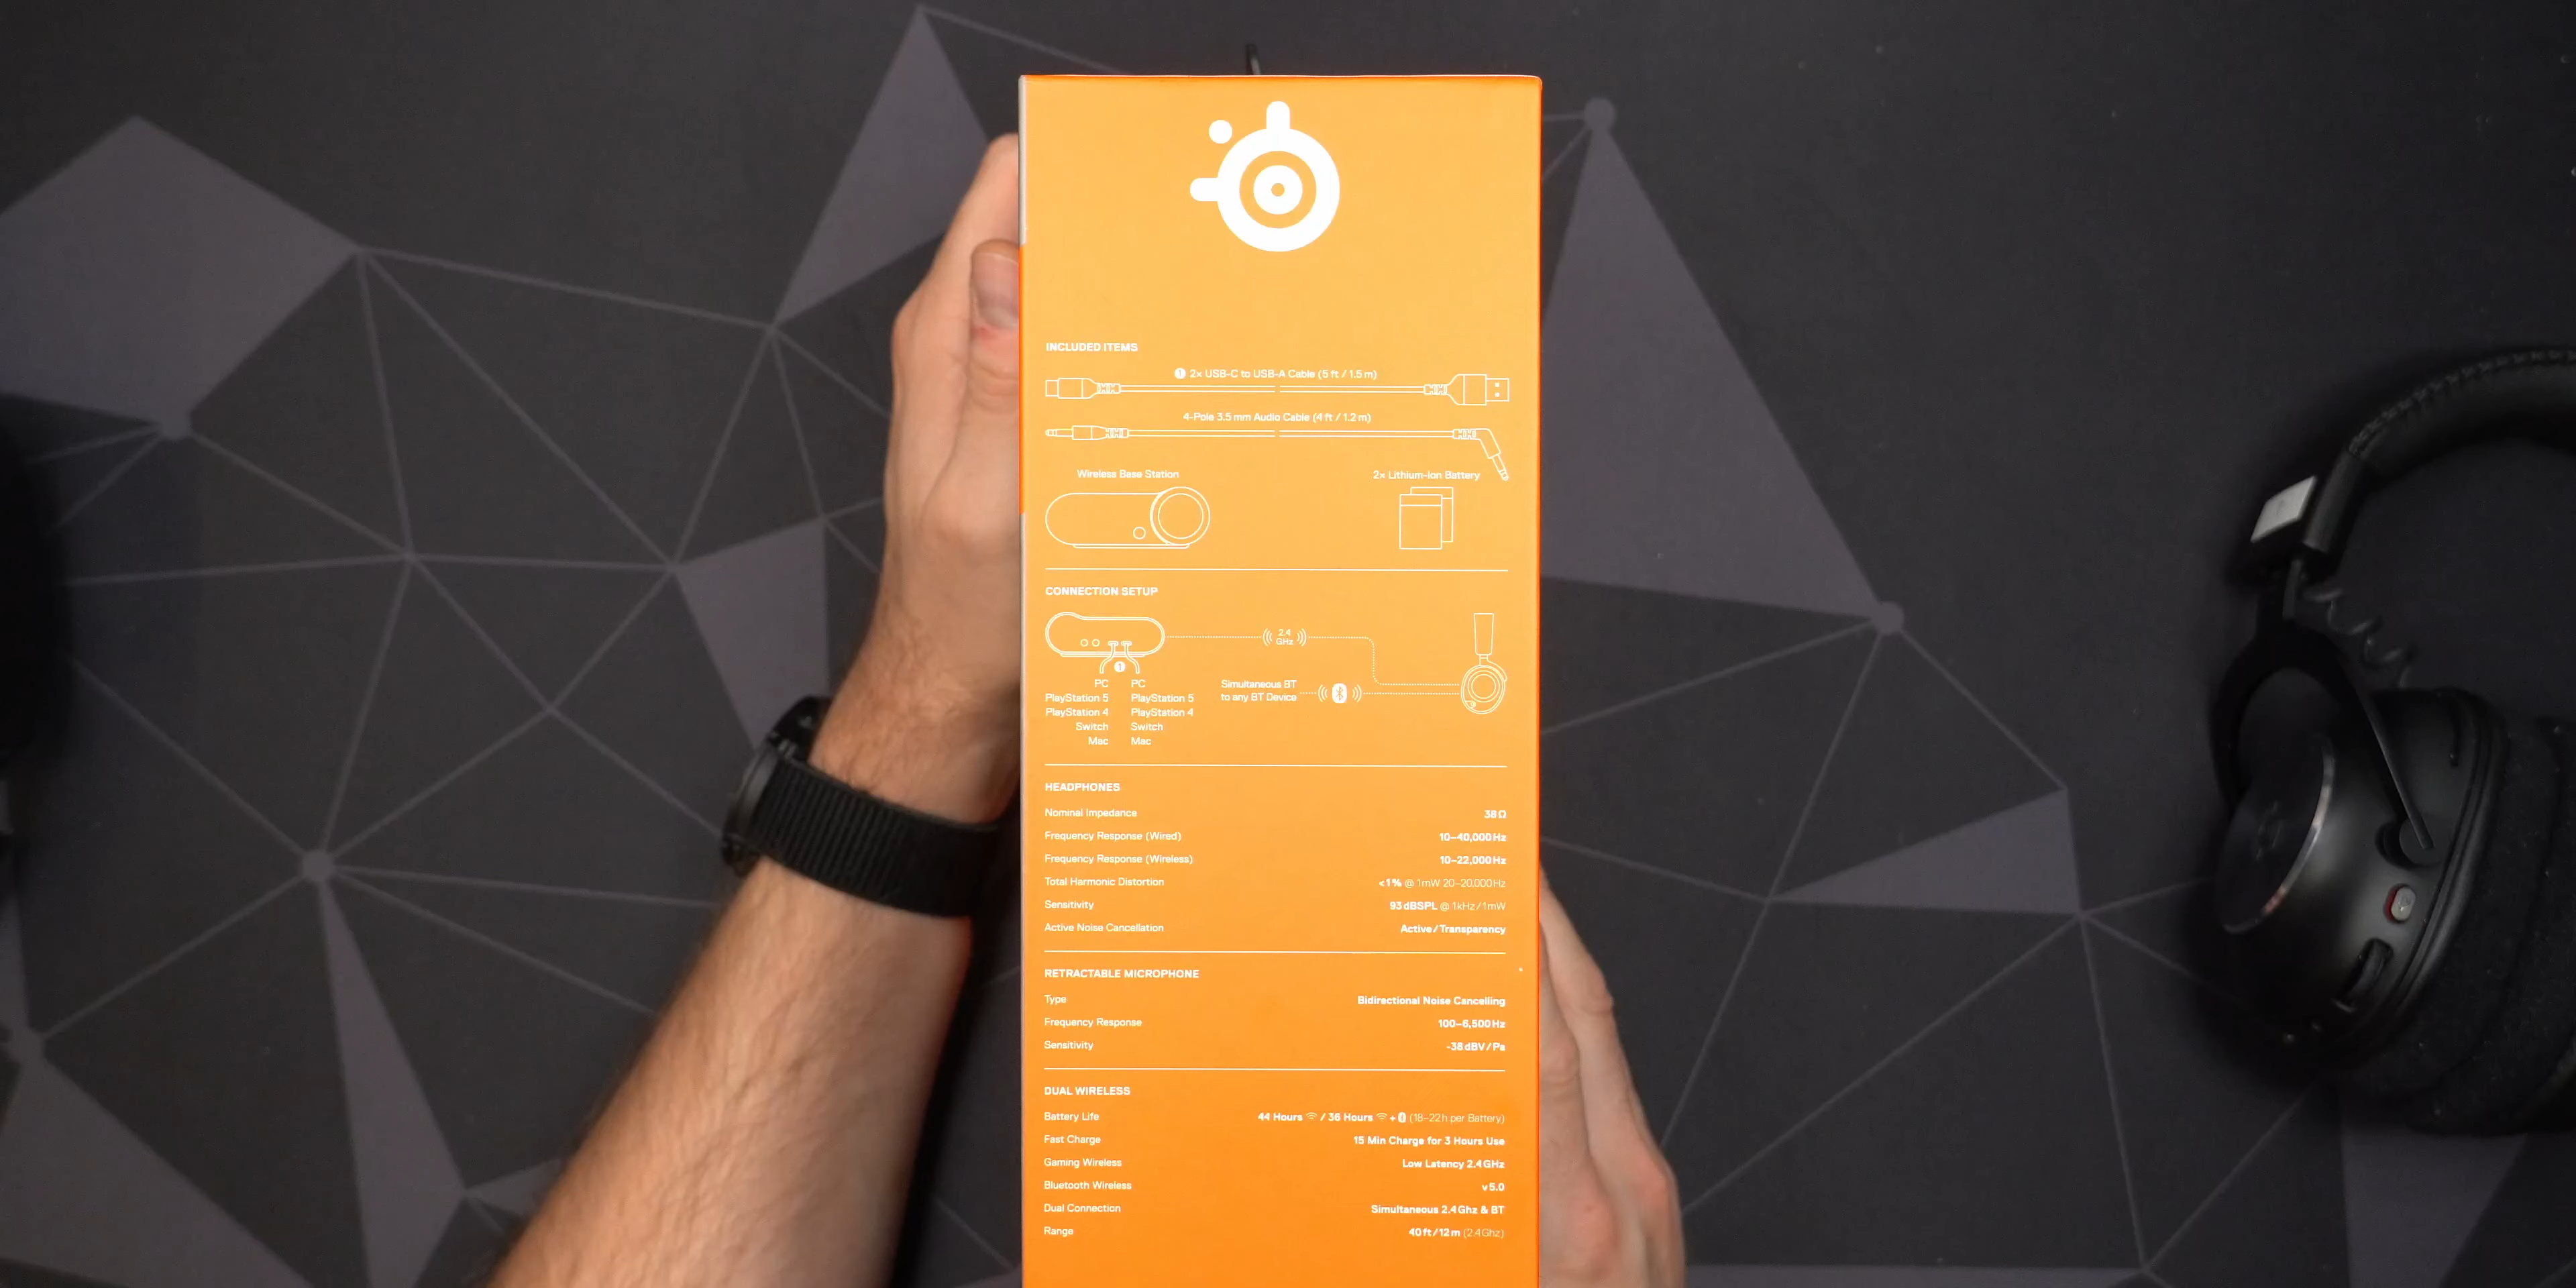 INCLUDED ITEMS
1 2x USB-C to USB-A Cable (5 ft / 1.5 m)
4-Pole 3.5 mm Audio Cable (4 ft / 1.2 m)
Wireless Base Station 2x Lithium-Ion Battery
CONNECTION SETUP
2.4
GHz
1
PC PC
PlayStation 5 PlayStation 5
PlayStation 4 PlayStation 4
Switch Switch
Mac Mac
Simultaneous BT
to any BT Device
HEADPHONES
Nominal Impedance 38 Ω
Frequency Response (Wired) 10–40,000 Hz
Frequency Response (Wireless) 10–22,000 Hz
Total Harmonic Distortion <1% @ 1mW 20–20,000 Hz
Sensitivity 93 dBSPL @ 1kHz/1mW
Active Noise Cancellation Active/Transparency
RETRACTABLE MICROPHONE
Type Bidirectional Noise Cancelling
Frequency Response 100–6,500 Hz
Sensitivity -38 dBV/Pa
DUAL WIRELESS
Battery Life 44 Hours / 36 Hours + (18–22h per Battery)
Fast Charge 15 Min Charge for 3 Hours Use
Gaming Wireless Low Latency 2.4 GHz
Bluetooth Wireless v 5.0
Dual Connection Simultaneous 2.4 Ghz & BT
Range 40 ft/12 m (2.4 Ghz)